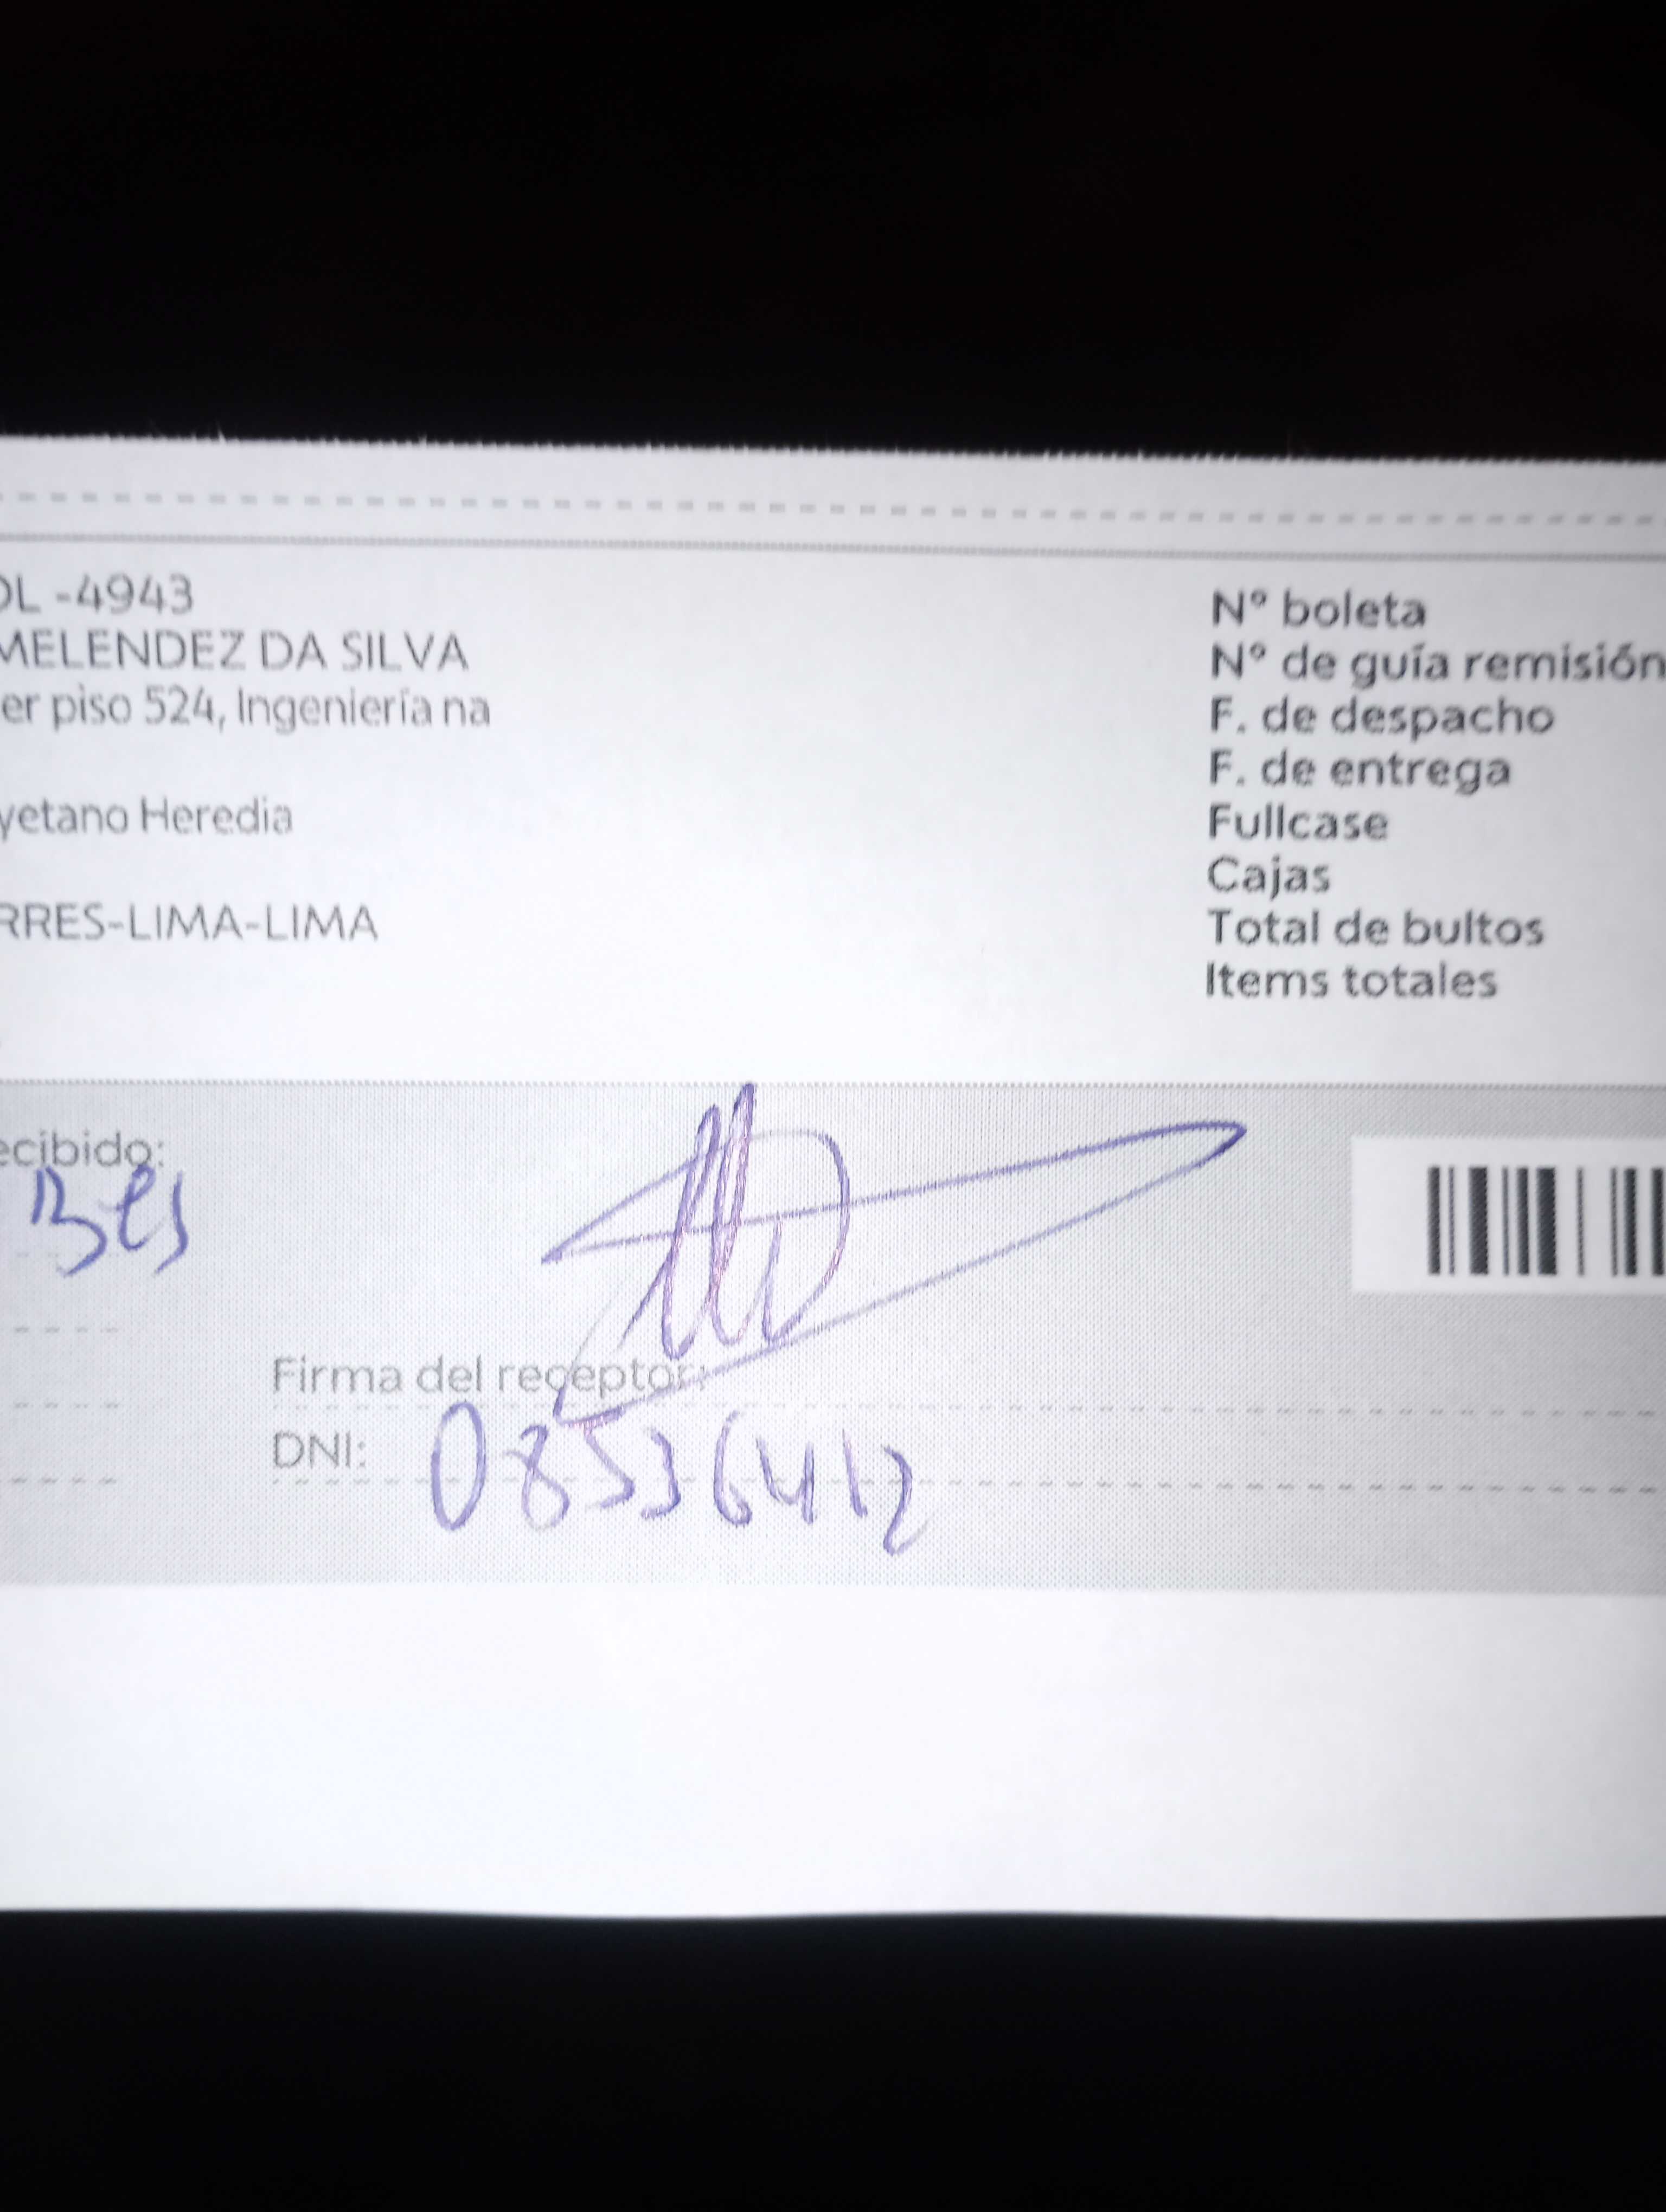 OL -4943
MELENDEZ DA SILVA
er piso 524, Ingeniería na
yetano Heredia
RRES-LIMA-LIMA
Nº boleta
Nº de guía remisión
F. de despacho
F. de entrega
Fullcase
Cajas
Total de bultos
Items totales
ecibido:
Firma del receptor:
DNI: 08536412